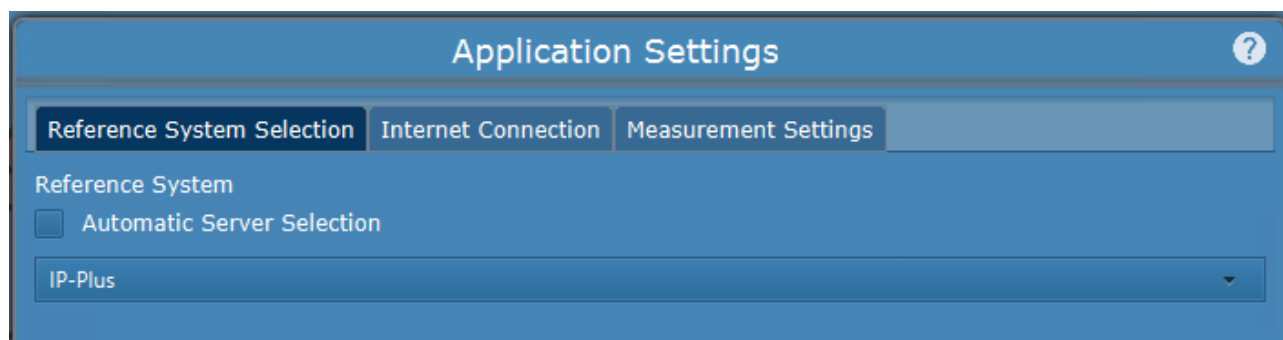 Application Settings
?
Reference System Selection Internet Connection Measurement Settings
Reference System
Automatic Server Selection
IP-Plus